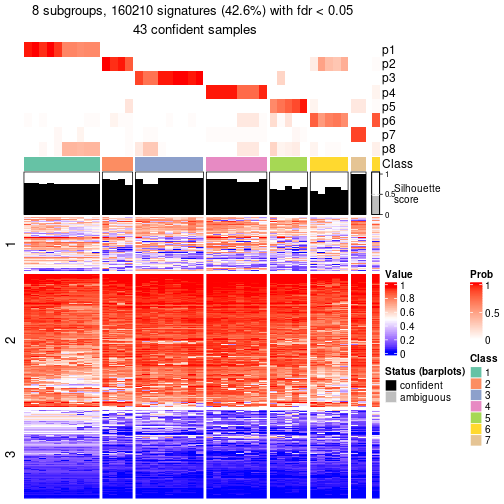 8 subgroups, 160210 signatures (42.6%) with fdr < 0.05
43 confident samples
p1
p2
p3
p4
p5
p6
p7
p8
Class
1
0.5
0
Silhouette
score
1
2
3
Value
1
0.8
0.6
0.4
0.2
0
Status (barplots)
confident
ambiguous
Prob
1
0.5
0
Class
1
2
3
4
5
6
7